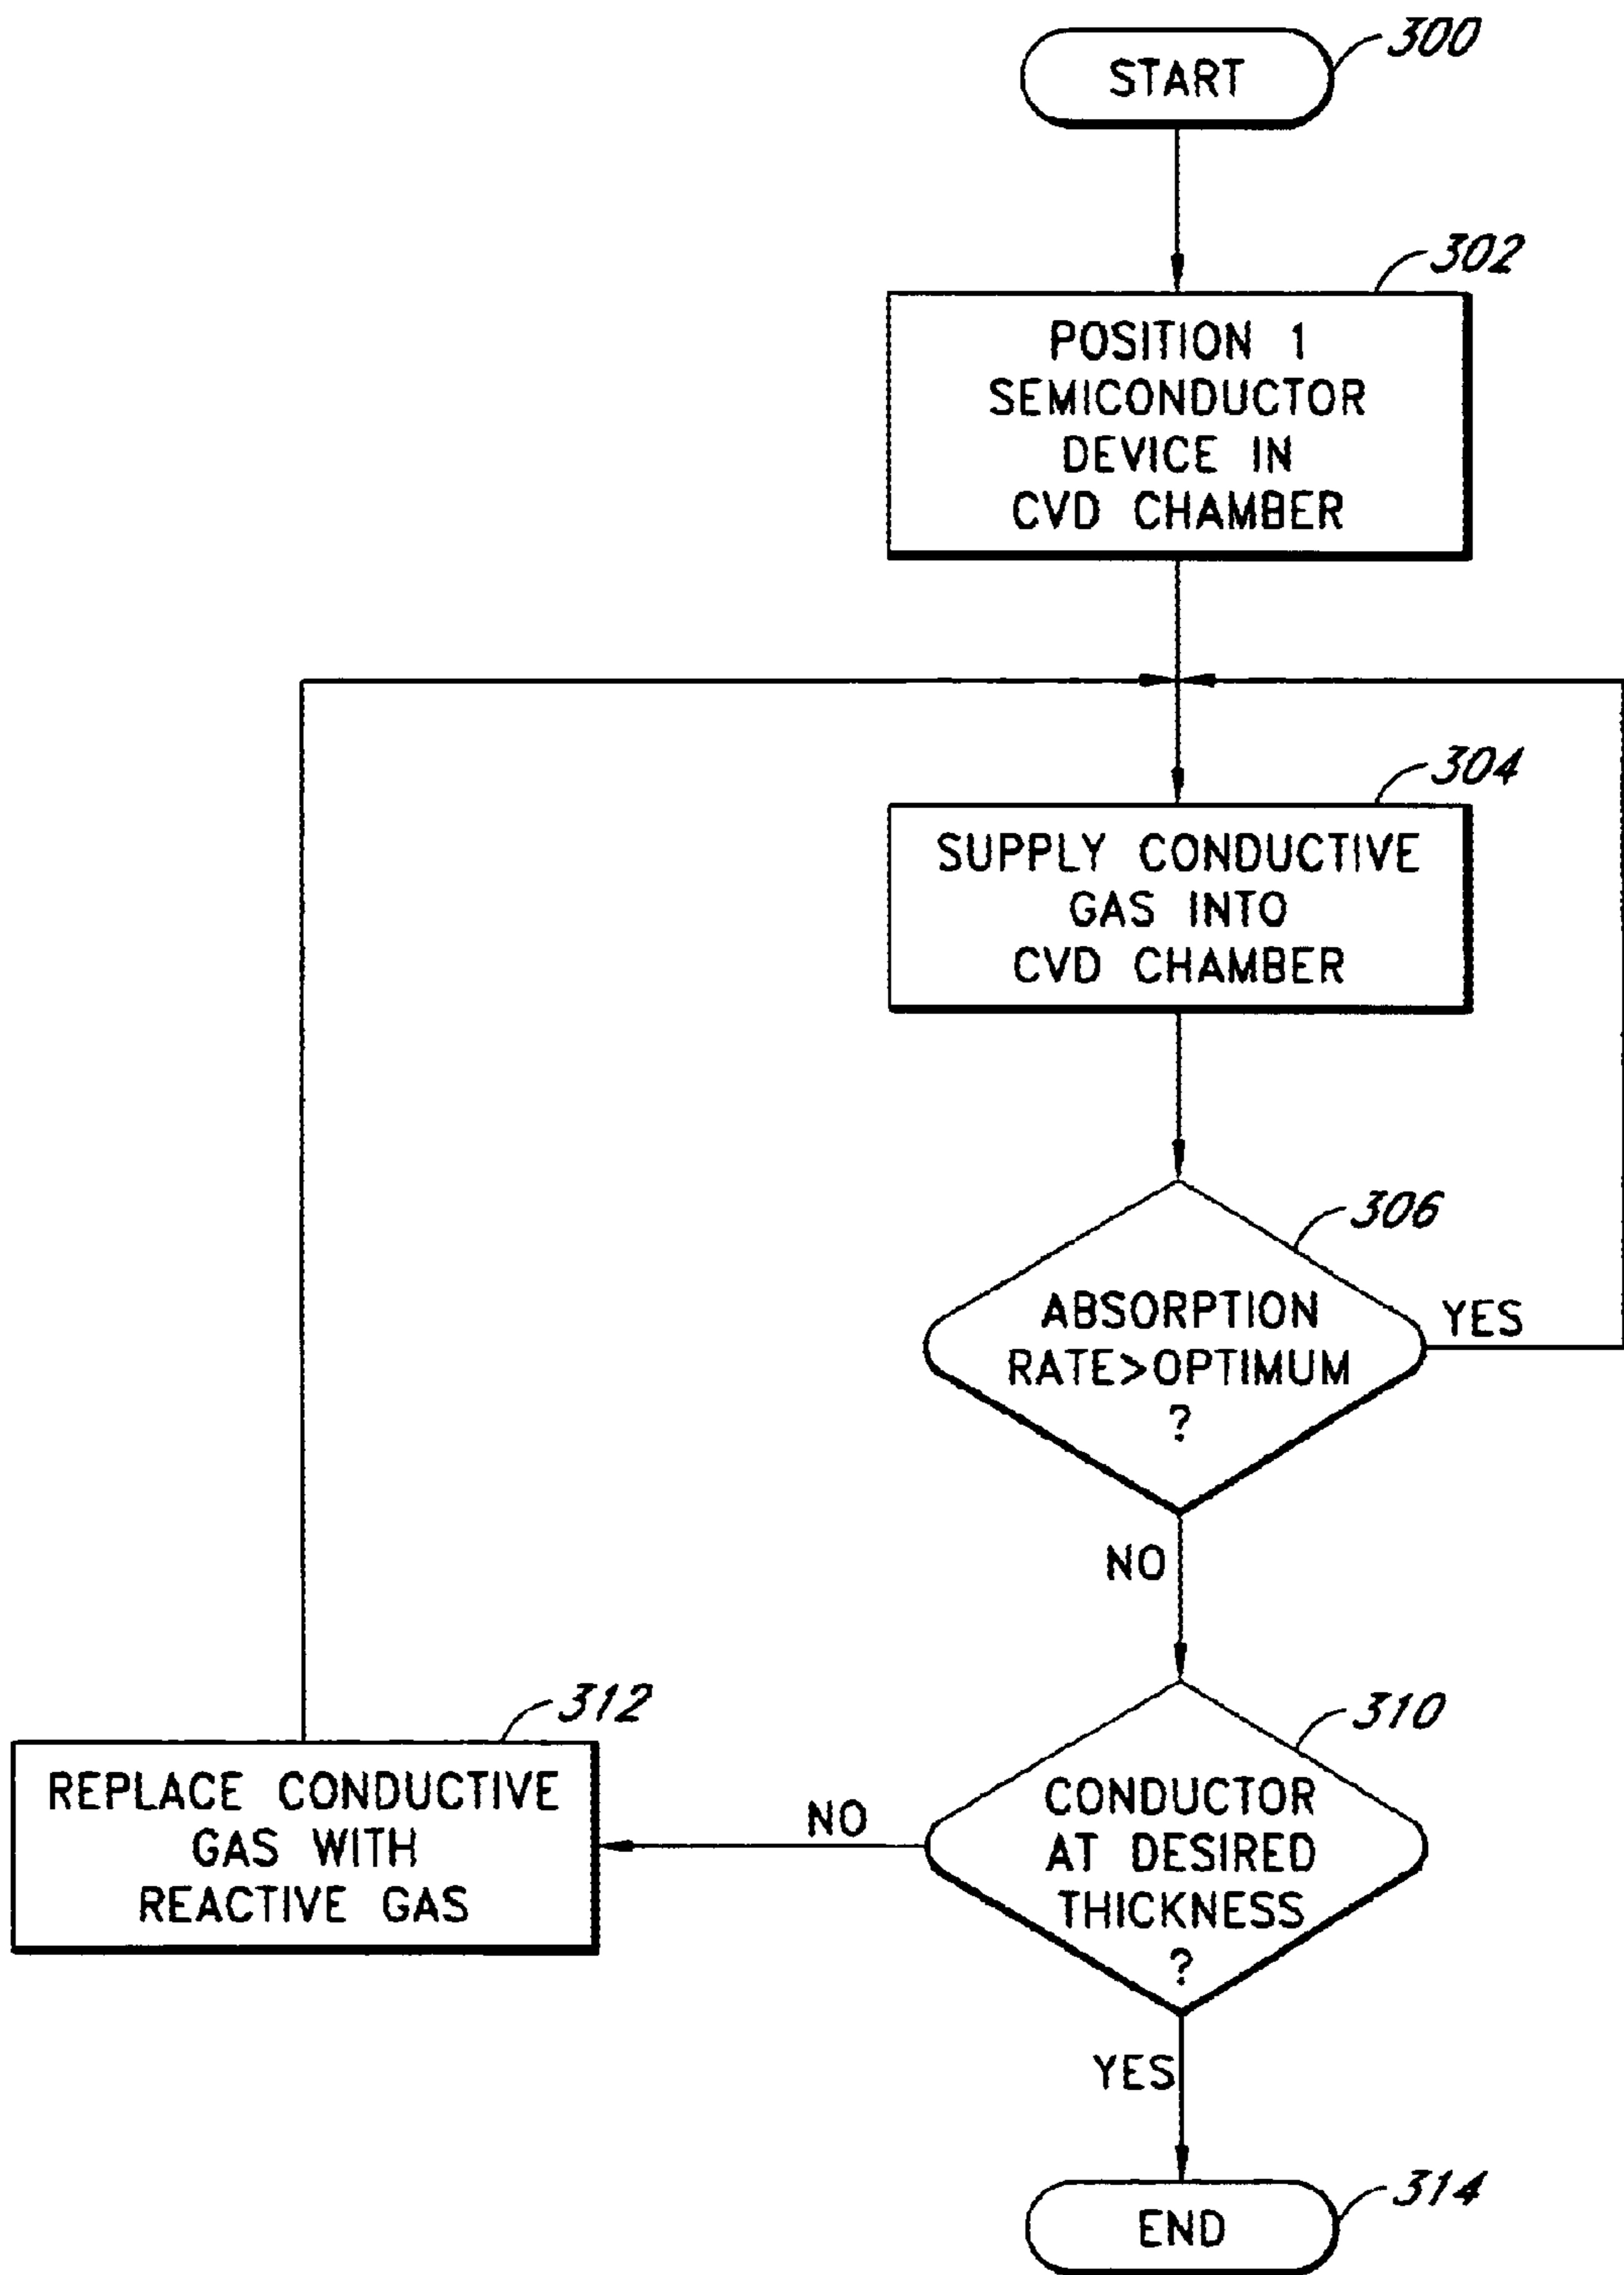 300
START
302
POSITION 1
SEMICONDUCTOR
DEVICE IN
CVD CHAMBER
304
SUPPLY CONDUCTIVE
GAS INTO
CVD CHAMBER
306
ABSORPTION
RATE>OPTIMUM
?
YES
NO
310
CONDUCTOR
AT DESIRED
THICKNESS
?
NO
312
REPLACE CONDUCTIVE
GAS WITH
REACTIVE GAS
YES
314
END